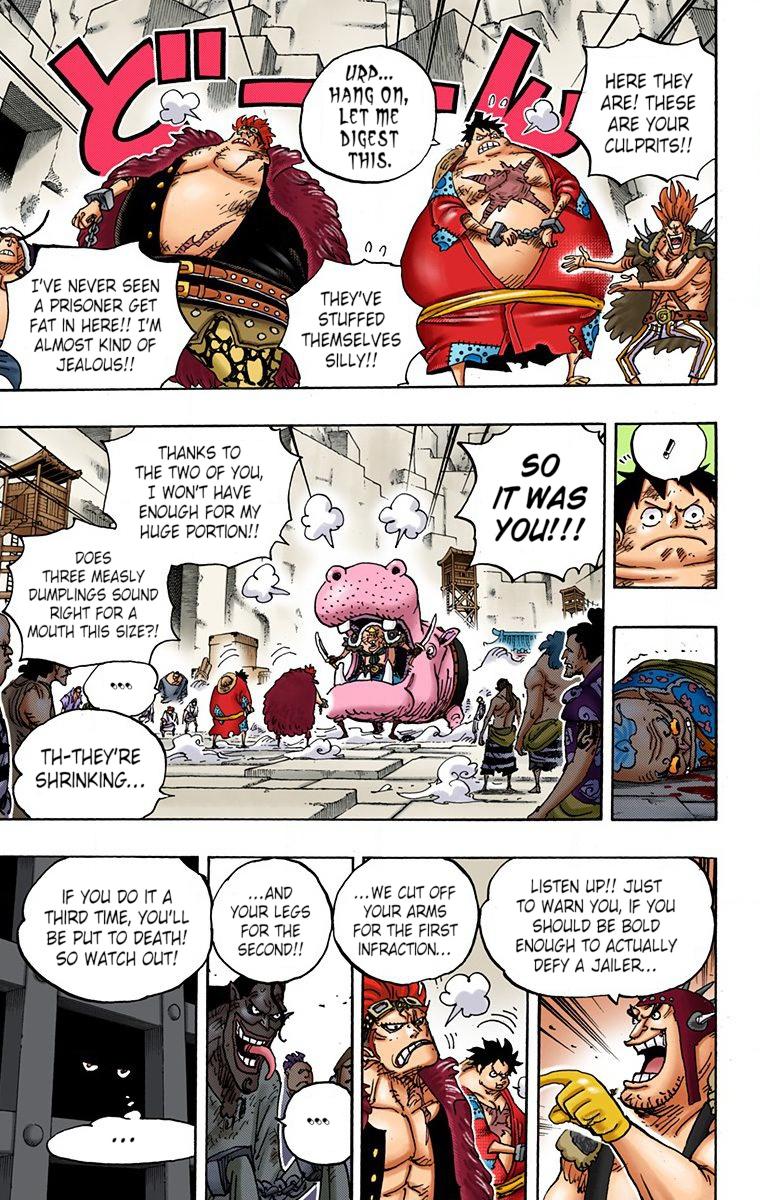 HERE THEY
ARE! THESE
ARE YOUR
CULPRITS!!
URP...
HANG ON,
LET ME
DIGEST
THIS.
どーーん
THEY'VE
STUFFED
THEMSELVES
SILLY!!
I'VE NEVER SEEN
A PRISONER GET
FAT IN HERE!! I'M
ALMOST KIND OF
JEALOUS!!
!
SO
IT WAS
YOU!!!
THANKS TO
THE TWO OF YOU,
I WON'T HAVE
ENOUGH FOR MY
HUGE PORTION!!
DOES
THREE MEASLY
DUMPLINGS SOUND
RIGHT FOR A
MOUTH THIS SIZE?!
...
TH-THEY'RE
SHRINKING...
LISTEN UP!! JUST
TO WARN YOU, IF YOU
SHOULD BE BOLD
ENOUGH TO ACTUALLY
DEFY A JAILER...
...WE CUT OFF
YOUR ARMS
FOR THE FIRST
INFRACTION...
...AND
YOUR LEGS
FOR THE
SECOND!!
...
IF YOU DO IT A
THIRD TIME, YOU'LL
BE PUT TO DEATH!
SO WATCH OUT!
...